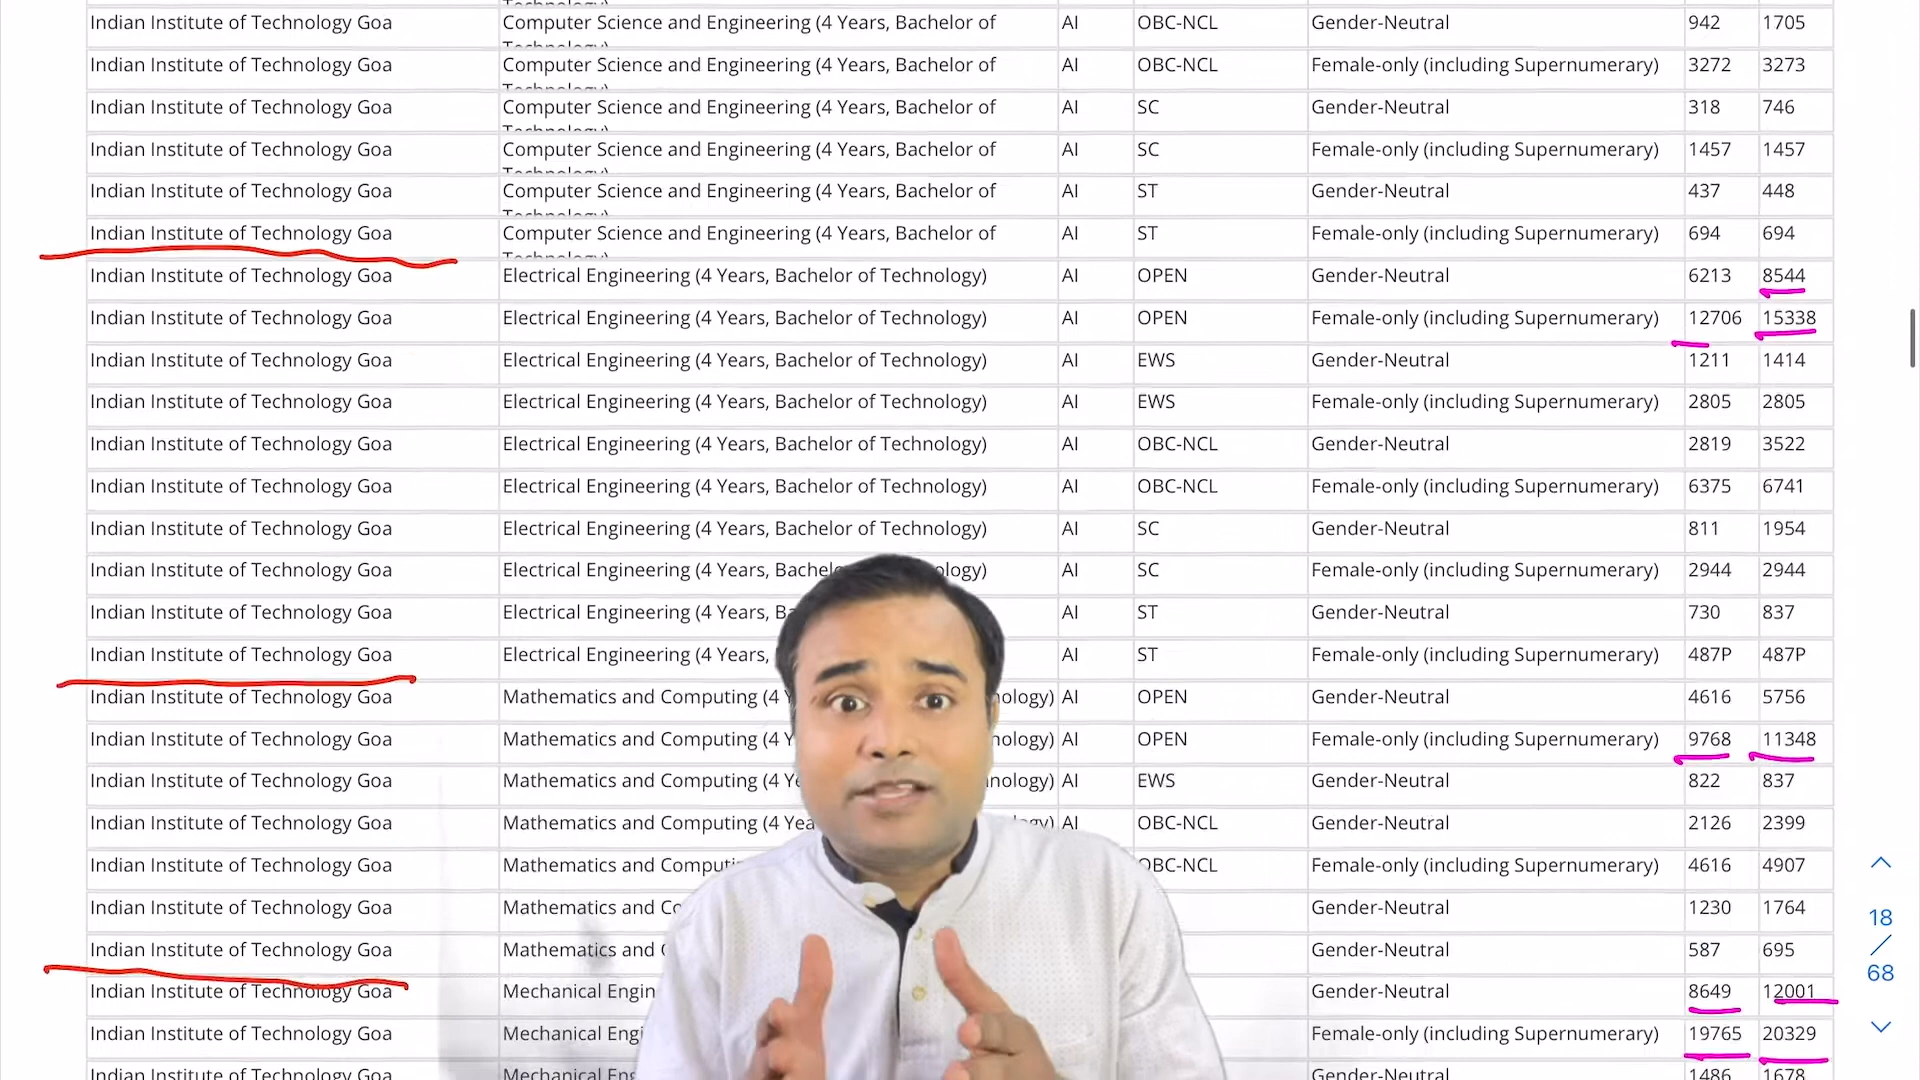 Indian Institute of Technology Goa Computer Science and Engineering (4 Years, Bachelor of Technology) AI OBC-NCL Gender-Neutral 942 1705
Indian Institute of Technology Goa Computer Science and Engineering (4 Years, Bachelor of Technology) AI OBC-NCL Female-only (including Supernumerary) 3272 3273
Indian Institute of Technology Goa Computer Science and Engineering (4 Years, Bachelor of Technology) AI SC Gender-Neutral 318 746
Indian Institute of Technology Goa Computer Science and Engineering (4 Years, Bachelor of Technology) AI SC Female-only (including Supernumerary) 1457 1457
Indian Institute of Technology Goa Computer Science and Engineering (4 Years, Bachelor of Technology) AI ST Gender-Neutral 437 448
Indian Institute of Technology Goa Computer Science and Engineering (4 Years, Bachelor of Technology) AI ST Female-only (including Supernumerary) 694 694
Indian Institute of Technology Goa Electrical Engineering (4 Years, Bachelor of Technology) AI OPEN Gender-Neutral 6213 8544
Indian Institute of Technology Goa Electrical Engineering (4 Years, Bachelor of Technology) AI OPEN Female-only (including Supernumerary) 12706 15338
Indian Institute of Technology Goa Electrical Engineering (4 Years, Bachelor of Technology) AI EWS Gender-Neutral 1211 1414
Indian Institute of Technology Goa Electrical Engineering (4 Years, Bachelor of Technology) AI EWS Female-only (including Supernumerary) 2805 2805
Indian Institute of Technology Goa Electrical Engineering (4 Years, Bachelor of Technology) AI OBC-NCL Gender-Neutral 2819 3522
Indian Institute of Technology Goa Electrical Engineering (4 Years, Bachelor of Technology) AI OBC-NCL Female-only (including Supernumerary) 6375 6741
Indian Institute of Technology Goa Electrical Engineering (4 Years, Bachelor of Technology) AI SC Gender-Neutral 811 1954
Indian Institute of Technology Goa Electrical Engineering (4 Years, AI SC Female-only (including Supernumerary) 2944 2944
Indian Institute of Technology Goa Electrical Engineering (4 Years, AI ST Gender-Neutral 730 837
Indian Institute of Technology Goa Electrical Engineering (4 Years, AI ST Female-only (including Supernumerary) 487P 487P
Indian Institute of Technology Goa Mathematics and Computing (4 AI OPEN Gender-Neutral 4616 5756
Indian Institute of Technology Goa Mathematics and Computing (4 AI OPEN Female-only (including Supernumerary) 9768 11348
Indian Institute of Technology Goa Mathematics and Computing (4 AI EWS Gender-Neutral 822 837
Indian Institute of Technology Goa Mathematics and Computing (4 AI OBC-NCL Gender-Neutral 2126 2399
Indian Institute of Technology Goa Mathematics and OBC-NCL Female-only (including Supernumerary) 4616 4907
Indian Institute of Technology Goa Mathematics and Gender-Neutral 1230 1764
Indian Institute of Technology Goa Mathematics and Gender-Neutral 587 695
Indian Institute of Technology Goa Mechanical Gender-Neutral 8649 12001
Indian Institute of Technology Goa Mechanical Female-only (including Supernumerary) 19765 20329
Indian Institute of Technology Goa Mechanical Gender-Neutral 1486 1678
18
/
68